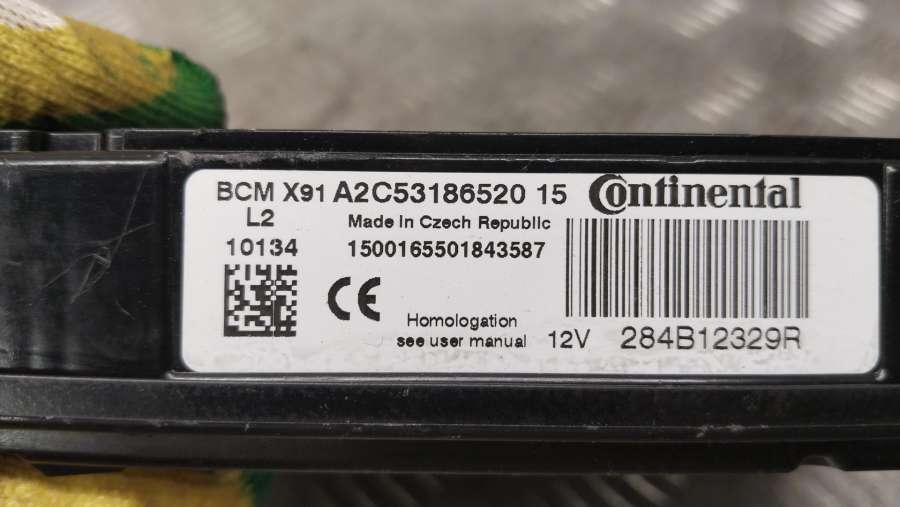 BCM X91 A2C53186520 15 Continental
L2 Made in Czech Republic
10134 1500165501843587
CE
Homologation
see user manual 12V 284B12329R